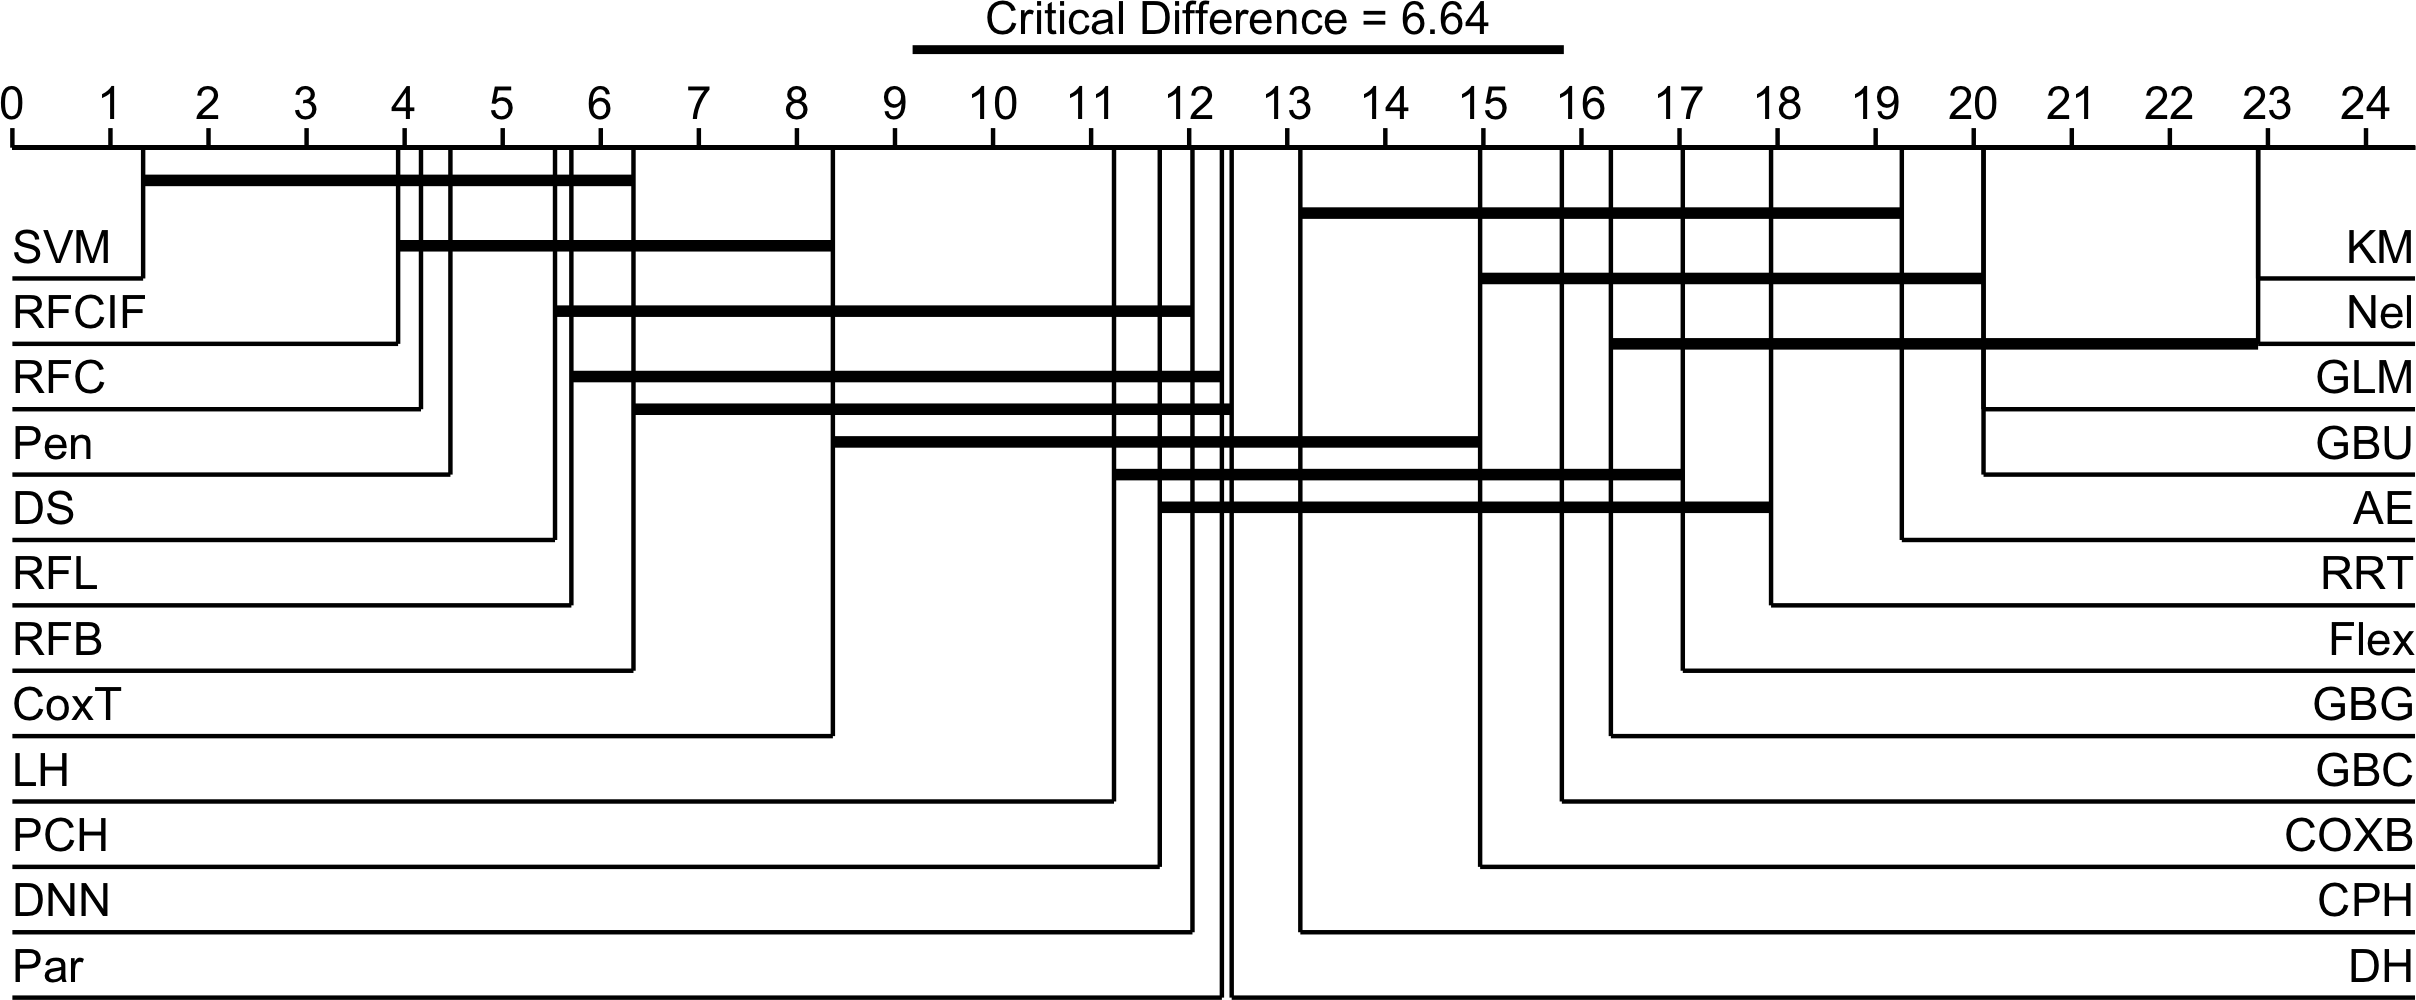 Critical Difference = 6.64
0 1 2 3 4 5 6 7 8 9 10 11 12 13 14 15 16 17 18 19 20 21 22 23 24
SVM KM
RFCIF Nel
RFC GLM
Pen GBU
DS AE
RFL RRT
RFB Flex
CoxT GBG
LH GBC
PCH COXB
DNN CPH
Par DH